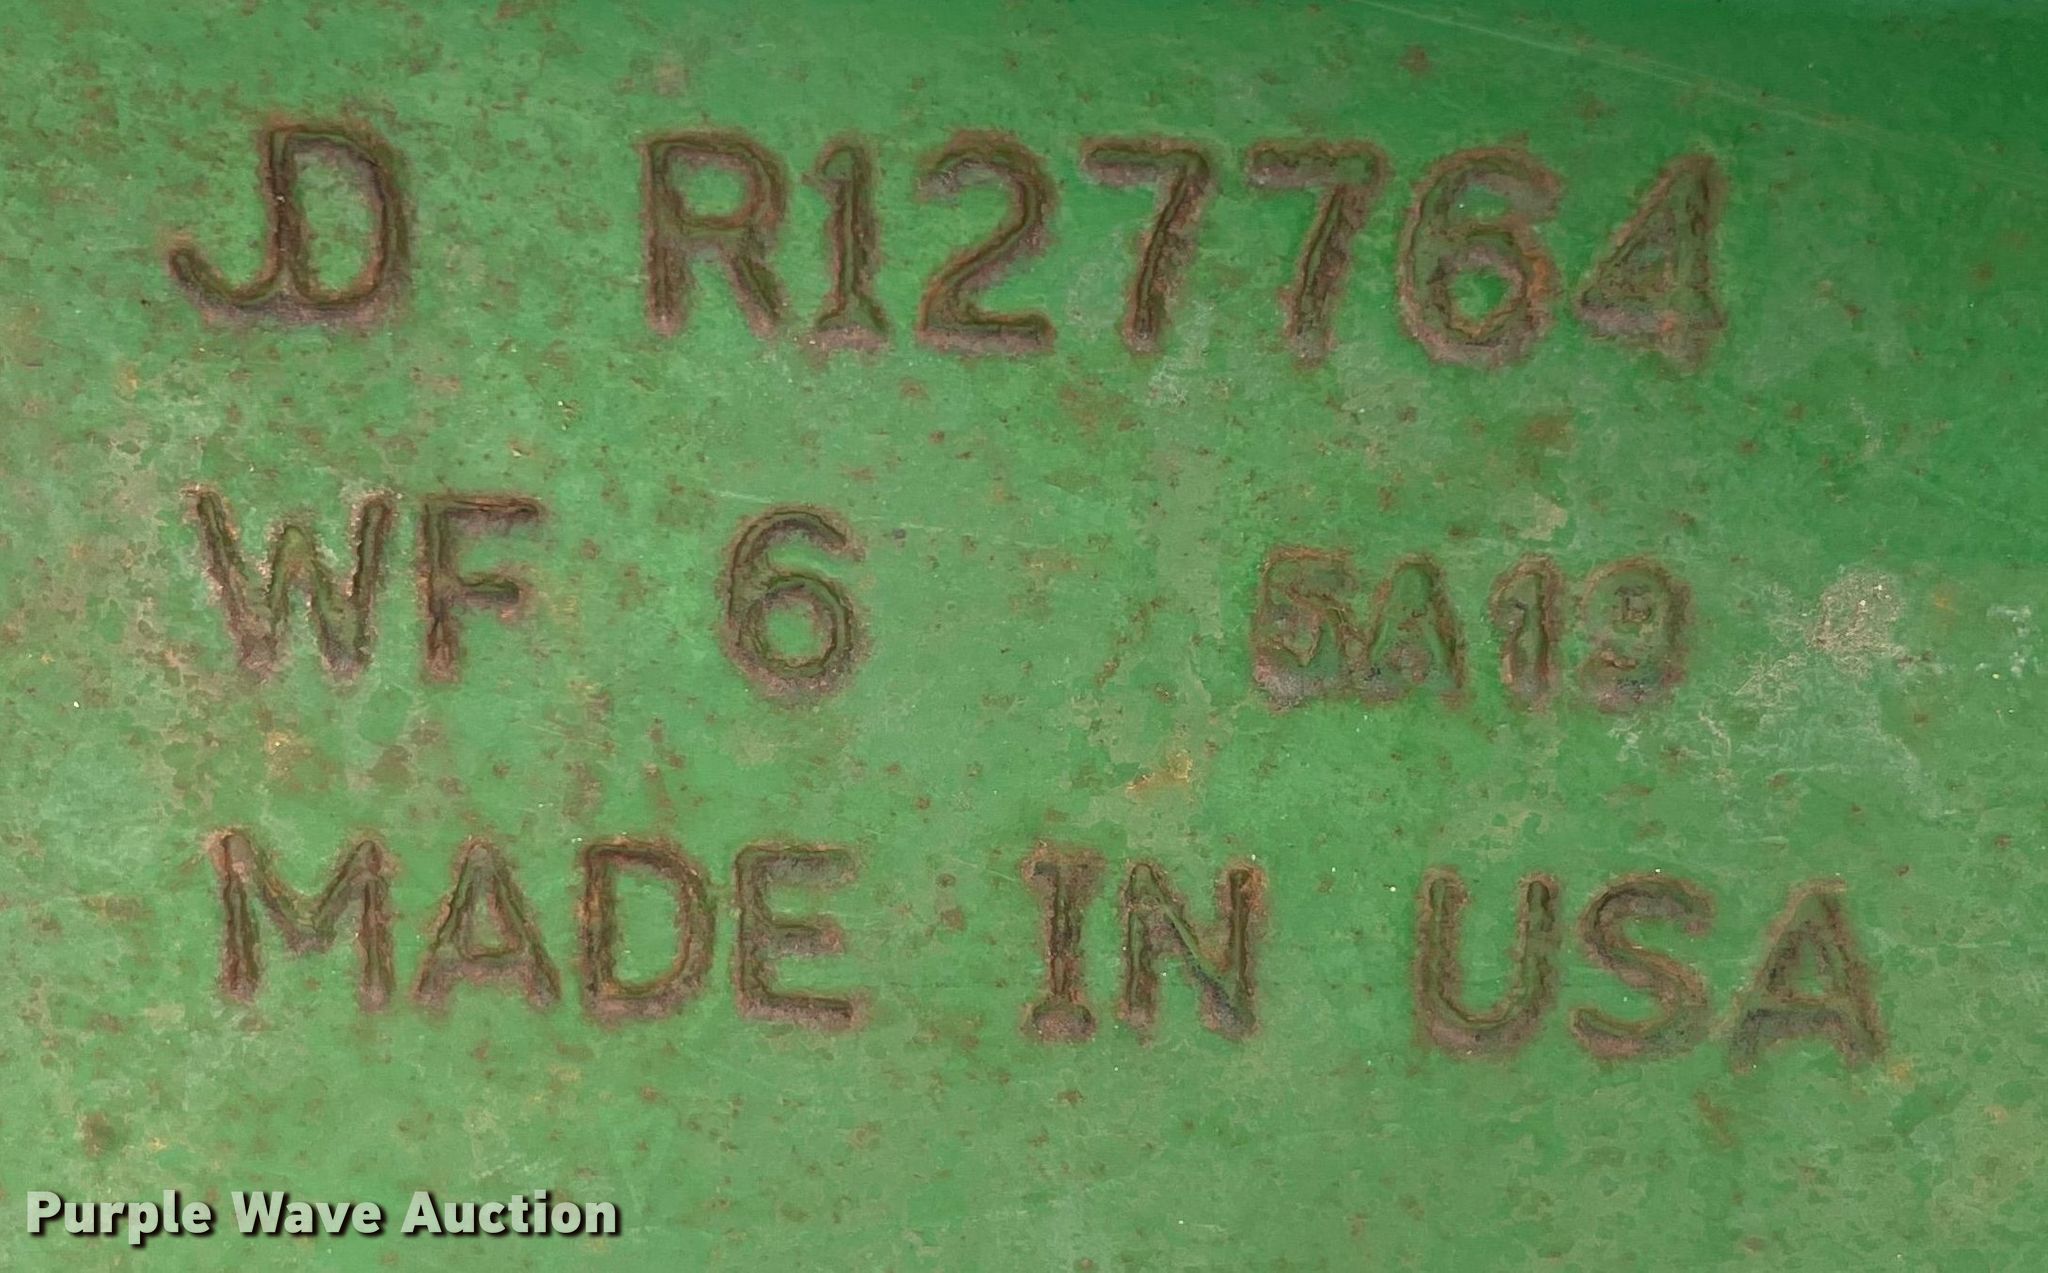 JD R127764
WF 6 5A19
MADE IN USA
Purple Wave Auction